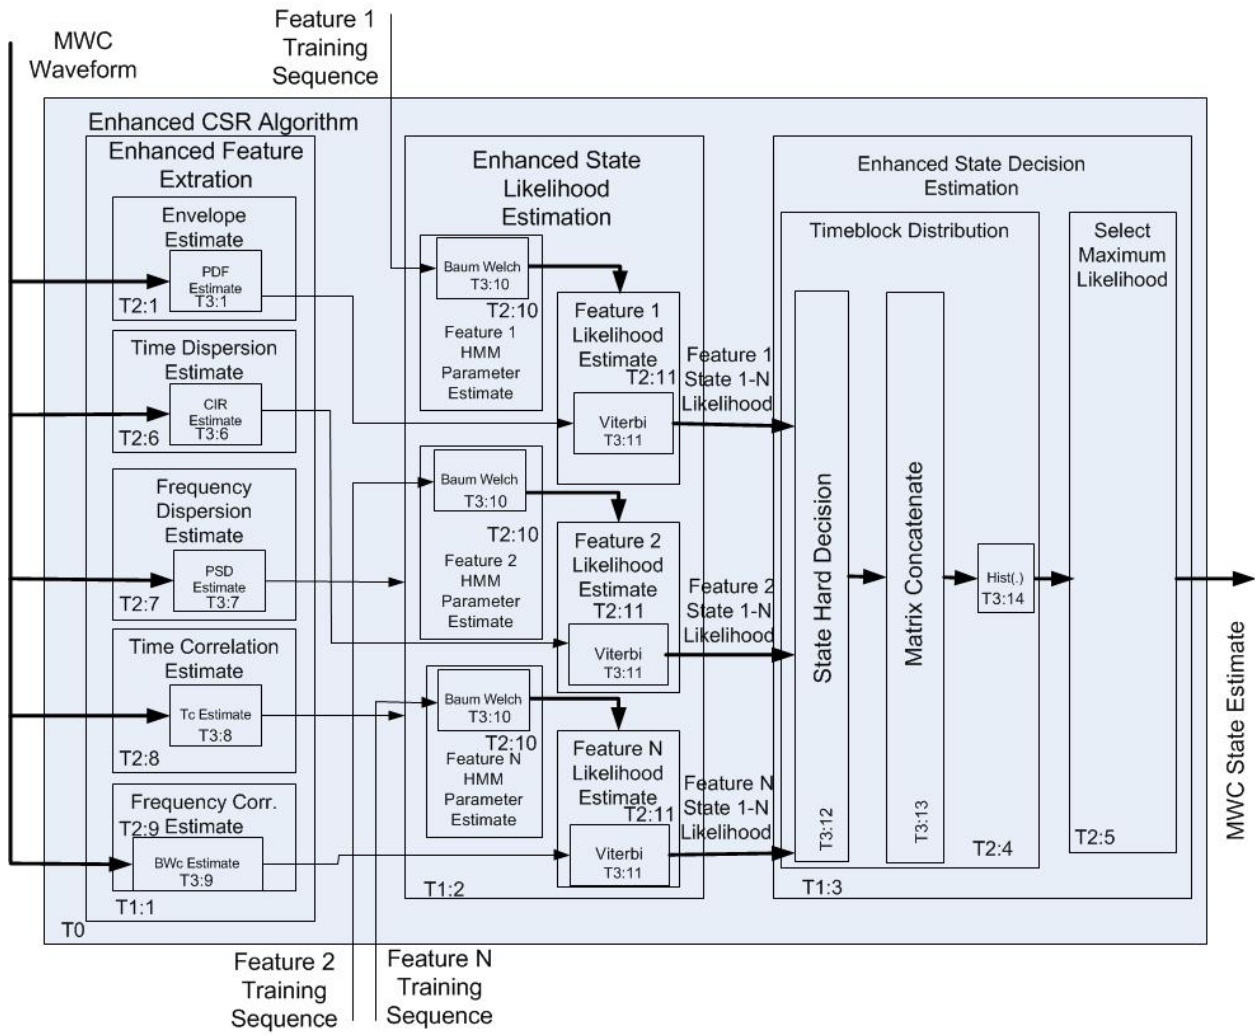 MWC
Waveform
Feature 1
Training
Sequence
Enhanced CSR Algorithm
Enhanced Feature
Extration
Envelope
Estimate
PDF
Estimate
T3:1
T2:1
Time Dispersion
Estimate
CIR
Estimate
T3:6
T2:6
Frequency
Dispersion
Estimate
PSD
Estimate
T3:7
T2:7
Time Correlation
Estimate
Tc Estimate
T3:8
T2:8
Frequency Corr.
Estimate
T2:9
BWc Estimate
T3:9
T1:1
T0
Enhanced State
Likelihood
Estimation
Baum Welch
T3:10
T2:10
Feature 1
HMM
Parameter
Estimate
Feature 1
Likelihood
Estimate
T2:11
Viterbi
T3:11
Baum Welch
T3:10
T2:10
Feature 2
HMM
Parameter
Estimate
Feature 2
Likelihood
Estimate
T2:11
Viterbi
T3:11
Baum Welch
T3:10
T2:10
Feature N
HMM
Parameter
Estimate
Feature N
Likelihood
Estimate
T2:11
Viterbi
T3:11
T1:2
Feature 1
State 1-N
Likelihood
Feature 2
State 1-N
Likelihood
Feature N
State 1-N
Likelihood
Enhanced State Decision
Estimation
Timeblock Distribution
State Hard Decision
T3:12
Matrix Concatenate
T3:13
Hist(.)
T3:14
T2:4
Select
Maximum
Likelihood
T2:5
T1:3
MWC State Estimate
Feature 2
Training
Sequence
Feature N
Training
Sequence